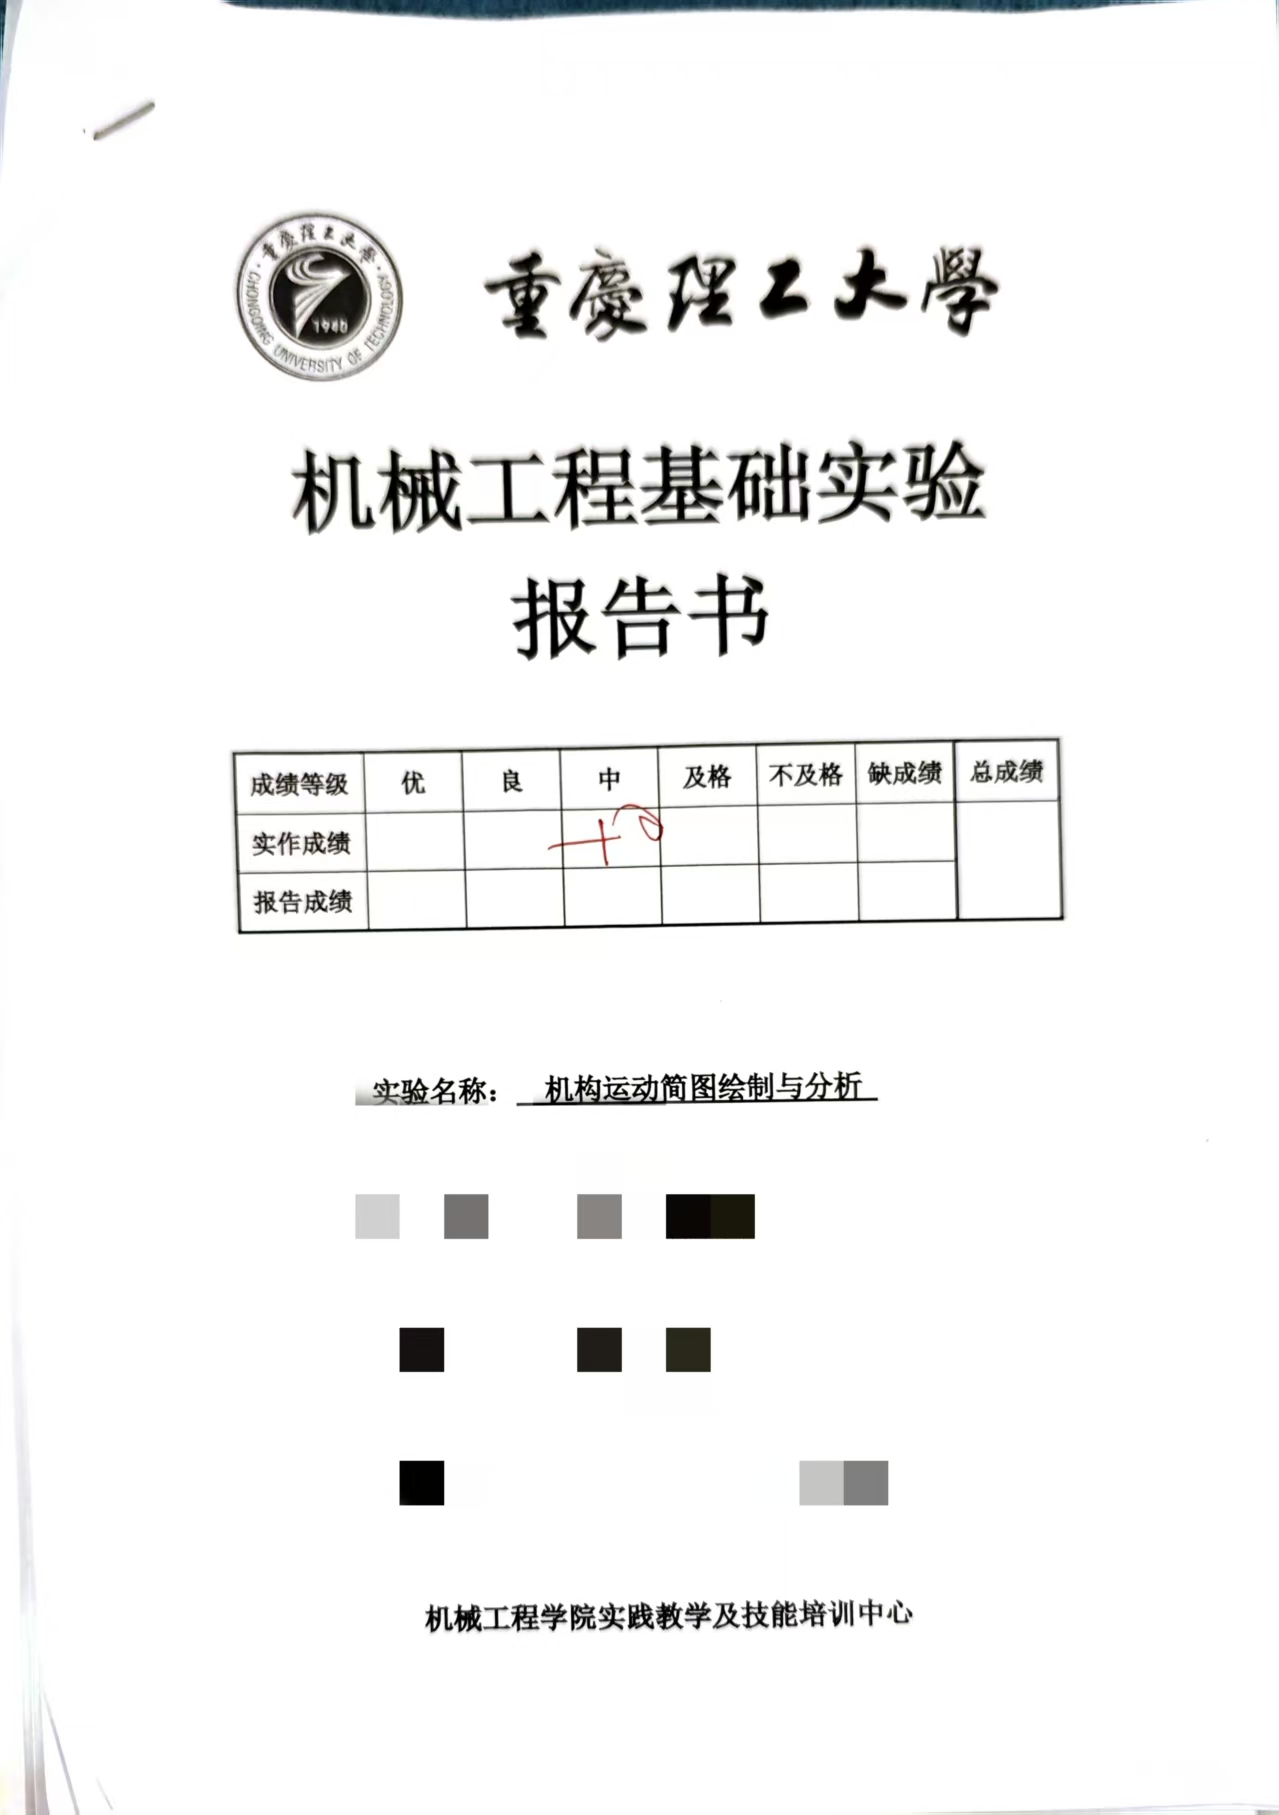 重慶理工大學
CHONGQING UNIVERSITY OF TECHNOLOGY
1940
重慶理工大學
机械工程基础实验
报告书
成绩等级 优 良 中 及格 不及格 缺成绩 总成绩
实作成绩
报告成绩
实验名称： 机构运动简图绘制与分析
机械工程学院实践教学及技能培训中心